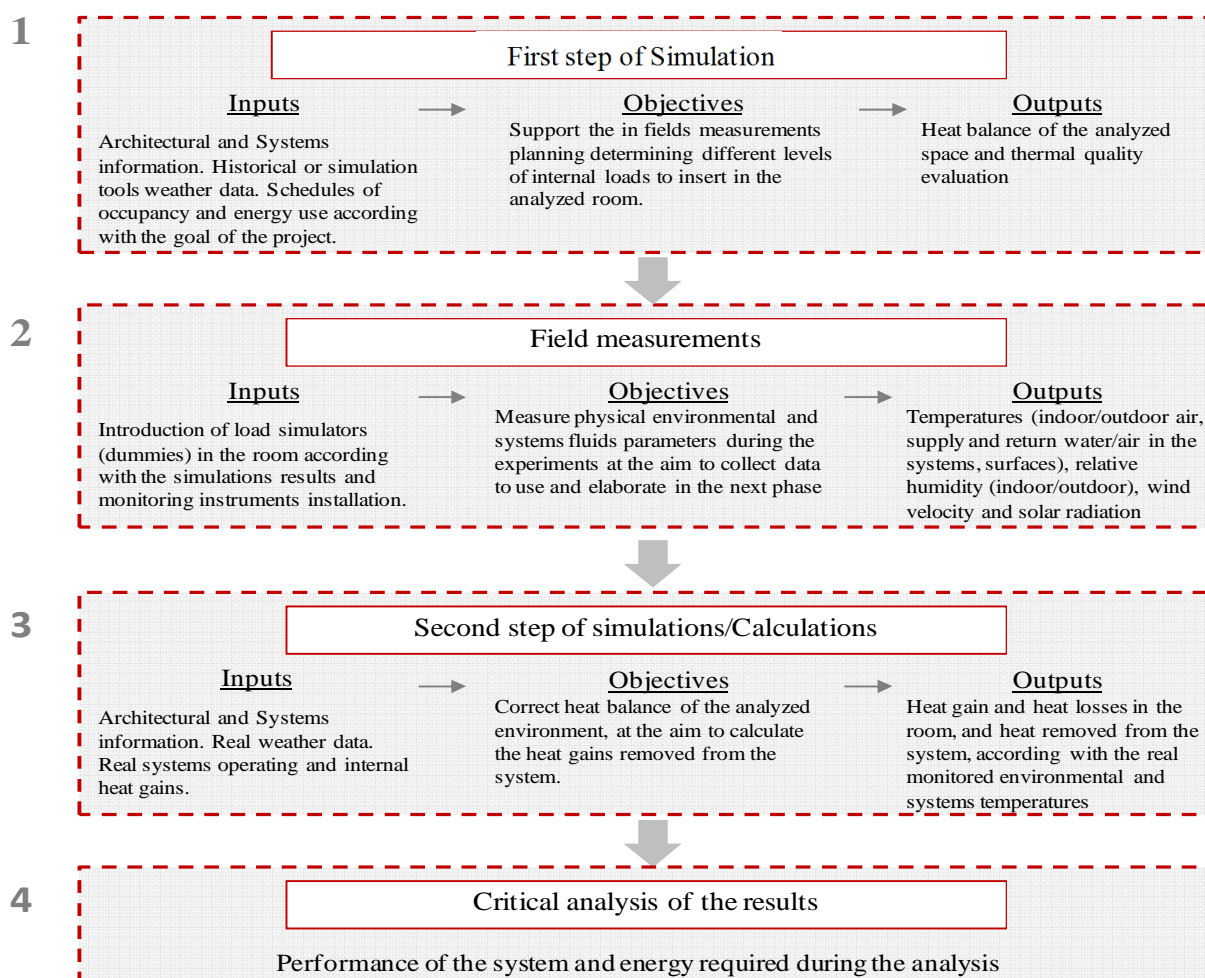 1
First step of Simulation
Inputs
Architectural and Systems
information. Historical or simulation
tools weather data. Schedules of
occupancy and energy use according
with the goal of the project.
Objectives
Support the in fields measurements
planning determining different levels
of internal loads to insert in the
analyzed room.
Outputs
Heat balance of the analyzed
space and thermal quality
evaluation
2
Field measurements
Inputs
Introduction of load simulators
(dummies) in the room according
with the simulations results and
monitoring instruments installation.
Objectives
Measure physical environmental and
systems fluids parameters during the
experiments at the aim to collect data
to use and elaborate in the next phase
Outputs
Temperatures (indoor/outdoor air,
supply and return water/air in the
systems, surfaces), relative
humidity (indoor/outdoor), wind
velocity and solar radiation
3
Second step of simulations/Calculations
Inputs
Architectural and Systems
information. Real weather data.
Real systems operating and internal
heat gains.
Objectives
Correct heat balance of the analyzed
environment, at the aim to calculate
the heat gains removed from the
system.
Outputs
Heat gain and heat losses in the
room, and heat removed from the
system, according with the real
monitored environmental and
systems temperatures
4
Critical analysis of the results
Performance of the system and energy required during the analysis